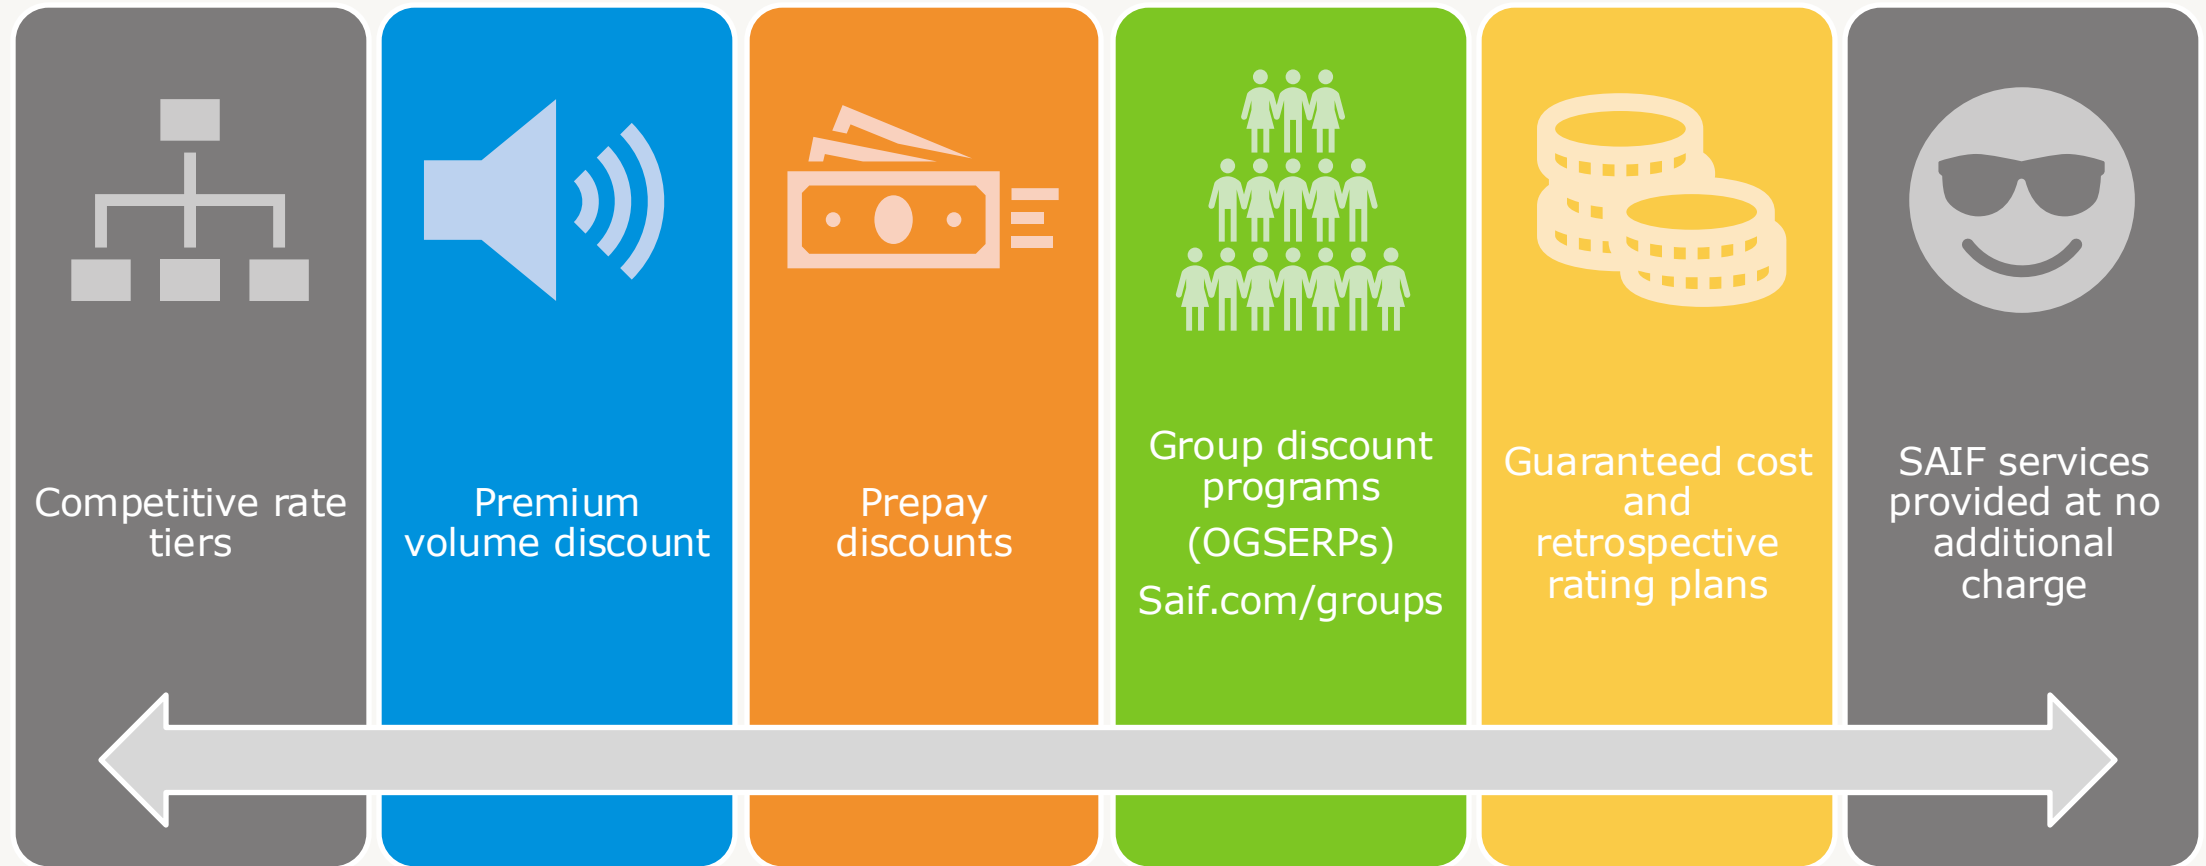 Competitive rate
tiers
Premium
volume discount
Prepay
discounts
Group discount
programs
(OGSERPs)
Saif.com/groups
Guaranteed cost
and
retrospective
rating plans
SAIF services
provided at no
additional
charge